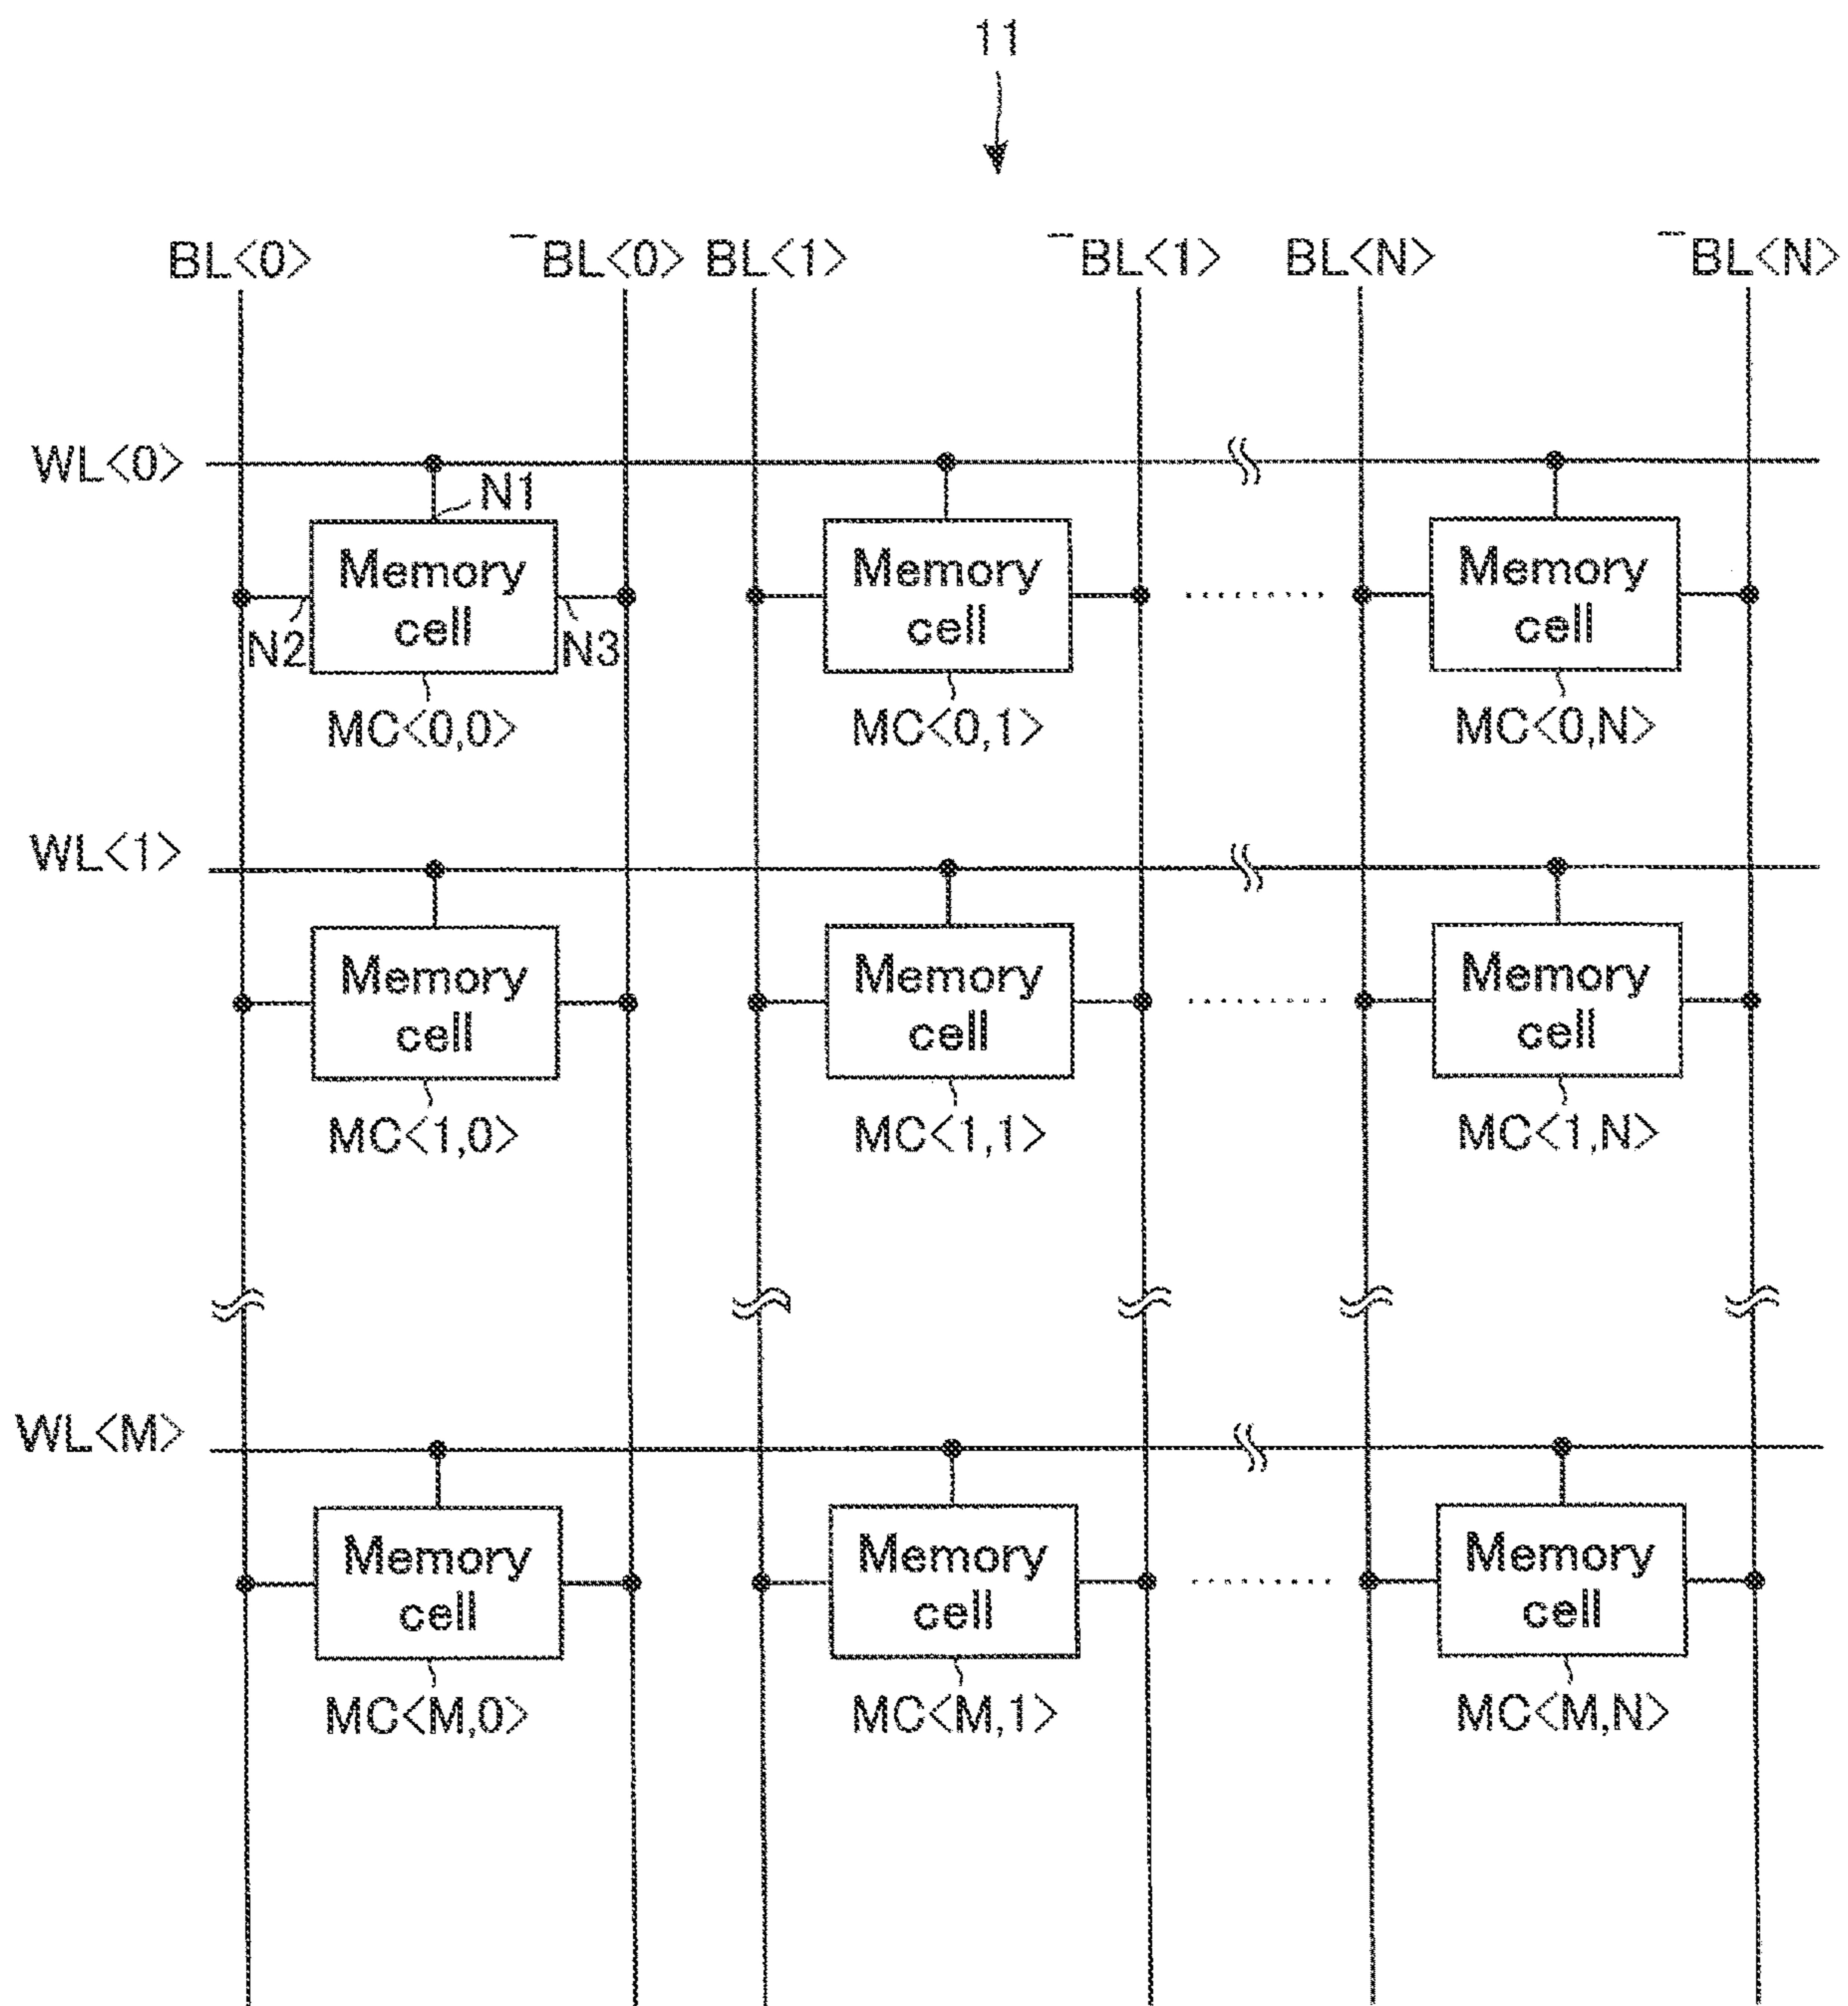 11
BL<0> ‾BL<0> BL<1> ‾BL<1> BL<N> ‾BL<N>
WL<0>
N1
Memory cell
Memory cell
Memory cell
N2
N3
MC<0,0>
MC<0,1>
MC<0,N>
WL<1>
Memory cell
Memory cell
Memory cell
MC<1,0>
MC<1,1>
MC<1,N>
WL<M>
Memory cell
Memory cell
Memory cell
MC<M,0>
MC<M,1>
MC<M,N>